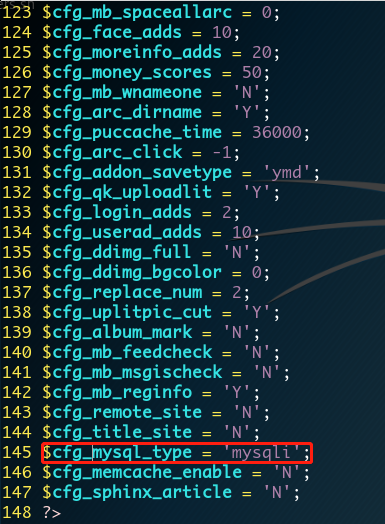 123 $cfg_mb_spaceallarc = 0;
124 $cfg_face_adds = 10;
125 $cfg_moreinfo_adds = 20;
126 $cfg_money_scores = 50;
127 $cfg_mb_wnameone = 'N';
128 $cfg_arc_dirname = 'Y';
129 $cfg_puccache_time = 36000;
130 $cfg_arc_click = -1;
131 $cfg_addon_savetype = 'ymd';
132 $cfg_qk_uploadlit = 'Y';
133 $cfg_login_adds = 2;
134 $cfg_userad_adds = 10;
135 $cfg_ddimg_full = 'N';
136 $cfg_ddimg_bgcolor = 0;
137 $cfg_replace_num = 2;
138 $cfg_uplitpic_cut = 'Y';
139 $cfg_album_mark = 'N';
140 $cfg_mb_feedcheck = 'N';
141 $cfg_mb_msgischeck = 'N';
142 $cfg_mb_reginfo = 'Y';
143 $cfg_remote_site = 'N';
144 $cfg_title_site = 'N';
145 $cfg_mysql_type = 'mysqli';
146 $cfg_memcache_enable = 'N';
147 $cfg_sphinx_article = 'N';
148 ?>